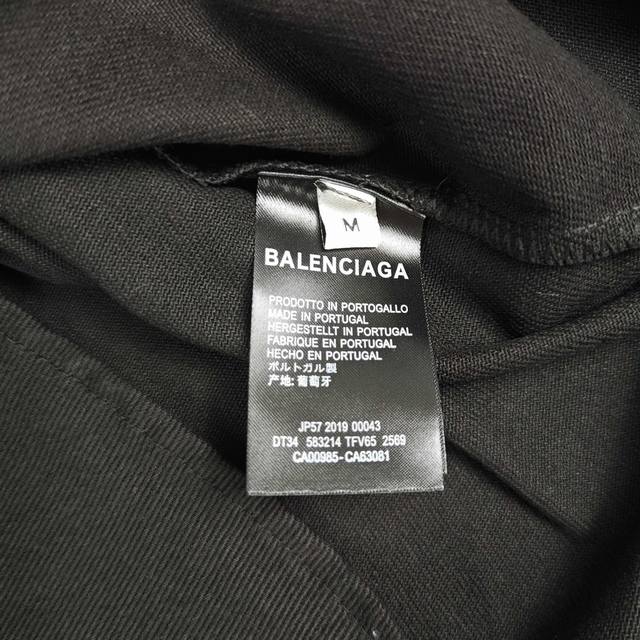 M
BALENCIAGA
PRODOTTO IN PORTOGALLO
MADE IN PORTUGAL
HERGESTELLT IN PORTUGAL
FABRIQUE EN PORTUGAL
HECHO EN PORTUGAL
ポルトガル製
产地: 葡萄牙
JP57 2019 00043
DT34 583214 TFV65 2569
CA00985-CA63081